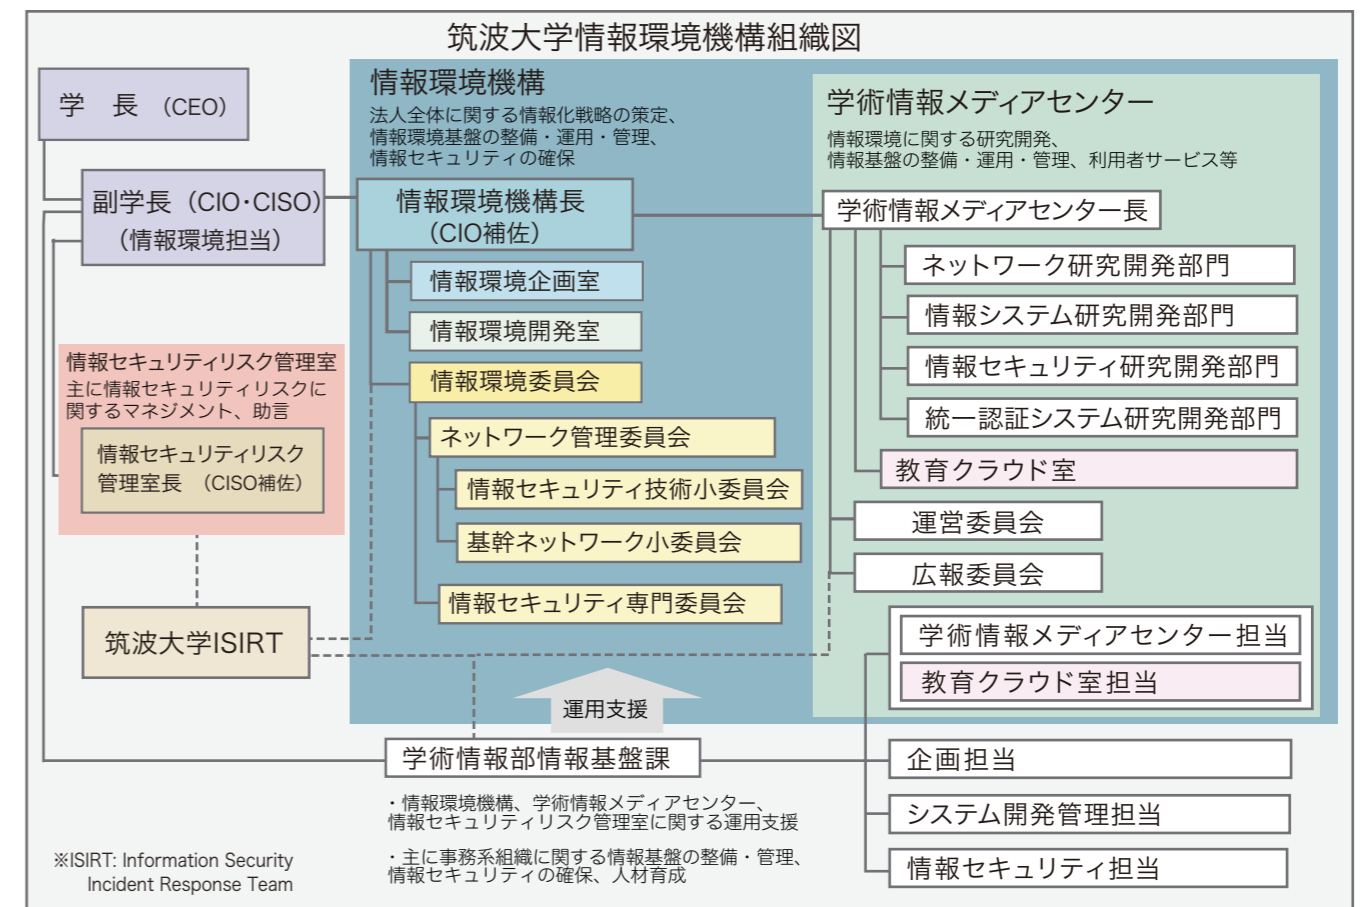 筑波大学情報環境機構組織図
学 長 （CEO）
副学長（CIO・CISO）
（情報環境担当）
情報セキュリティリスク管理室
主に情報セキュリティリスクに
関するマネジメント、助言
情報セキュリティリスク
管理室長 （CISO補佐）
筑波大学ISIRT
※ISIRT: Information Security
Incident Response Team
情報環境機構
法人全体に関する情報化戦略の策定、
情報環境基盤の整備・運用・管理、
情報セキュリティの確保
情報環境機構長
（CIO補佐）
情報環境企画室
情報環境開発室
情報環境委員会
ネットワーク管理委員会
情報セキュリティ技術小委員会
基幹ネットワーク小委員会
情報セキュリティ専門委員会
運用支援
学術情報部情報基盤課
・情報環境機構、学術情報メディアセンター、
情報セキュリティリスク管理室に関する運用支援
・主に事務系組織に関する情報基盤の整備・管理、
情報セキュリティの確保、人材育成
学術情報メディアセンター
情報環境に関する研究開発、
情報基盤の整備・運用・管理、利用者サービス等
学術情報メディアセンター長
ネットワーク研究開発部門
情報システム研究開発部門
情報セキュリティ研究開発部門
統一認証システム研究開発部門
教育クラウド室
運営委員会
広報委員会
学術情報メディアセンター担当
教育クラウド室担当
企画担当
システム開発管理担当
情報セキュリティ担当